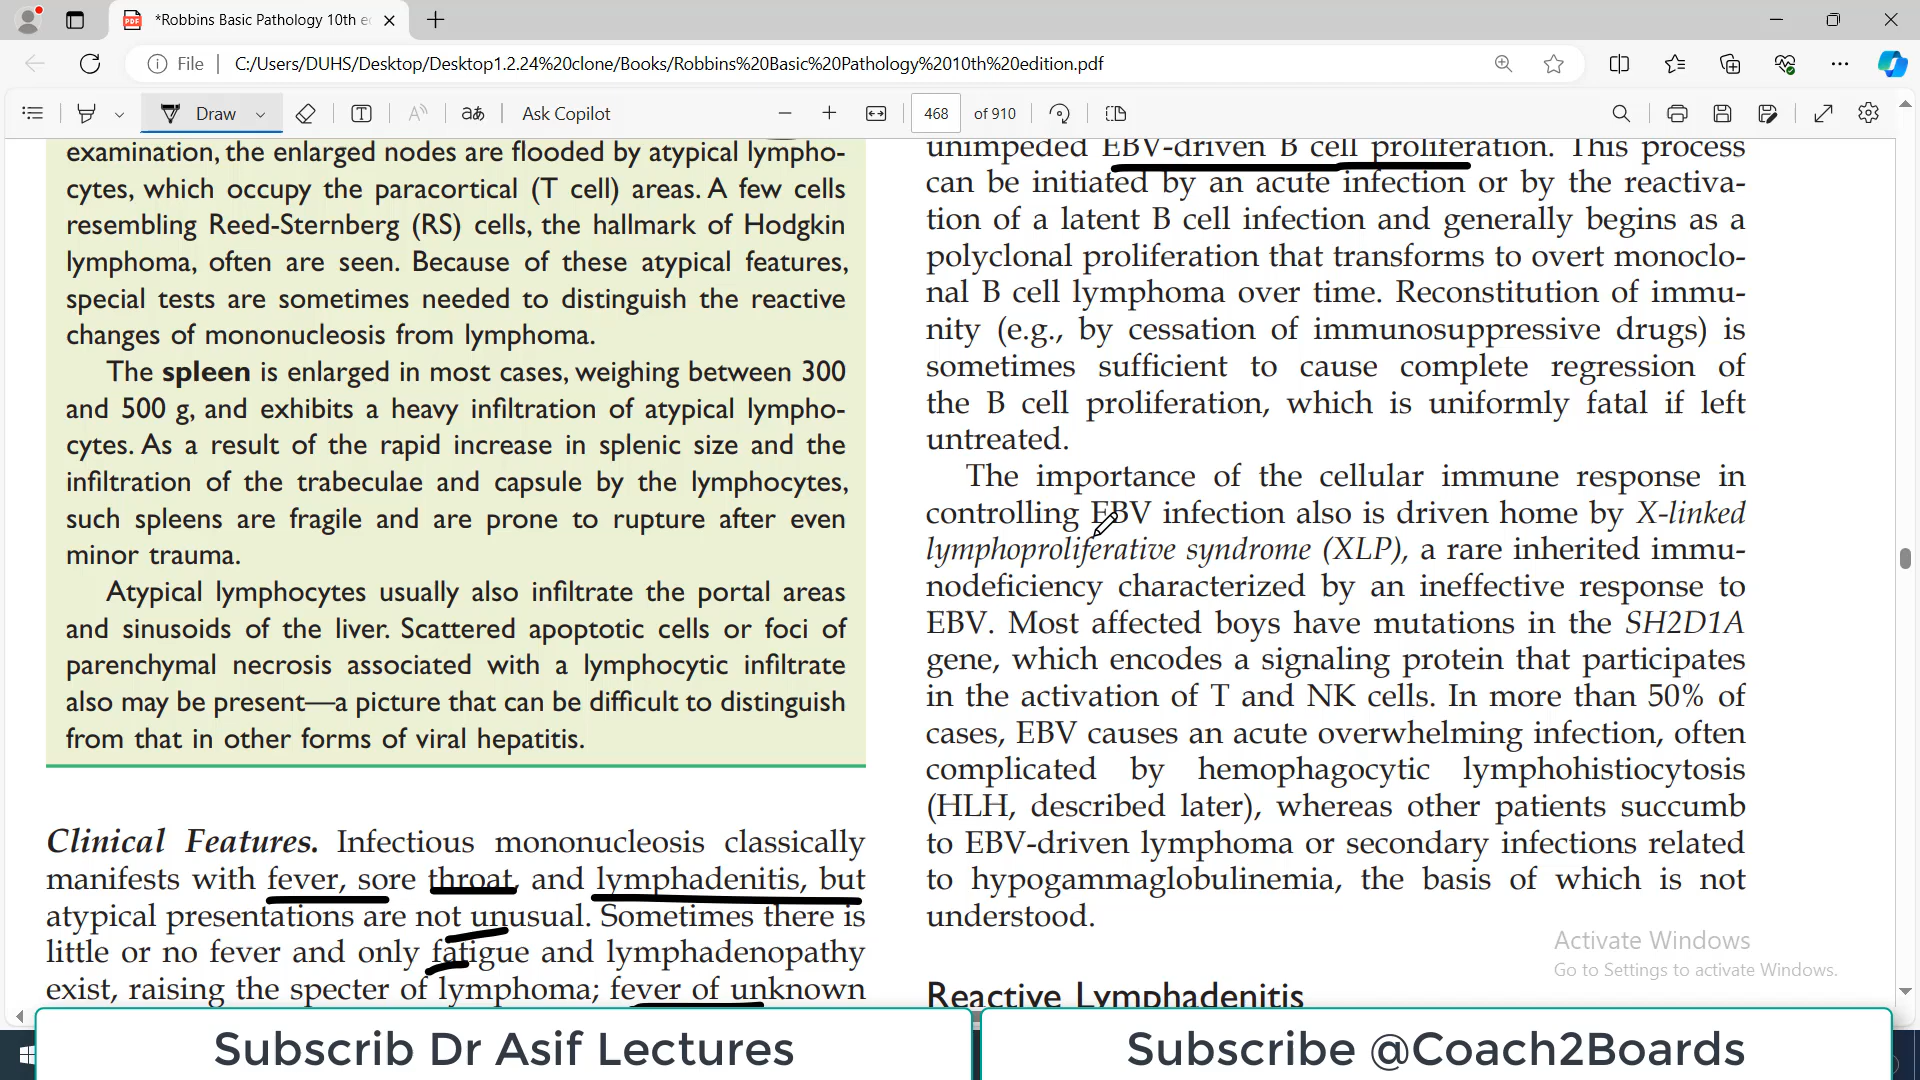 *Robbins Basic Pathology 10th e
File
C:/Users/DUHS/Desktop/Desktop1.2.24%20clone/Books/Robbins%20Basic%20Pathology%2010th%20edition.pdf
Draw
Ask Copilot
468 of 910
examination, the enlarged nodes are flooded by atypical lympho-
cytes, which occupy the paracortical (T cell) areas. A few cells
resembling Reed-Sternberg (RS) cells, the hallmark of Hodgkin
lymphoma, often are seen. Because of these atypical features,
special tests are sometimes needed to distinguish the reactive
changes of mononucleosis from lymphoma.
The spleen is enlarged in most cases, weighing between 300
and 500 g, and exhibits a heavy infiltration of atypical lympho-
cytes. As a result of the rapid increase in splenic size and the
infiltration of the trabeculae and capsule by the lymphocytes,
such spleens are fragile and are prone to rupture after even
minor trauma.
Atypical lymphocytes usually also infiltrate the portal areas
and sinusoids of the liver. Scattered apoptotic cells or foci of
parenchymal necrosis associated with a lymphocytic infiltrate
also may be present—a picture that can be difficult to distinguish
from that in other forms of viral hepatitis.
Clinical Features. Infectious mononucleosis classically
manifests with fever, sore throat, and lymphadenitis, but
atypical presentations are not unusual. Sometimes there is
little or no fever and only fatigue and lymphadenopathy
exist, raising the specter of lymphoma; fever of unknown
unimpeded EBV-driven B cell proliferation. This process
can be initiated by an acute infection or by the reactiva-
tion of a latent B cell infection and generally begins as a
polyclonal proliferation that transforms to overt monoclo-
nal B cell lymphoma over time. Reconstitution of immu-
nity (e.g., by cessation of immunosuppressive drugs) is
sometimes sufficient to cause complete regression of
the B cell proliferation, which is uniformly fatal if left
untreated.
The importance of the cellular immune response in
controlling EBV infection also is driven home by X-linked
lymphoproliferative syndrome (XLP), a rare inherited immu-
nodeficiency characterized by an ineffective response to
EBV. Most affected boys have mutations in the SH2D1A
gene, which encodes a signaling protein that participates
in the activation of T and NK cells. In more than 50% of
cases, EBV causes an acute overwhelming infection, often
complicated by hemophagocytic lymphohistiocytosis
(HLH, described later), whereas other patients succumb
to EBV-driven lymphoma or secondary infections related
to hypogammaglobulinemia, the basis of which is not
understood.
Reactive Lymphadenitis
Activate Windows
Go to Settings to activate Windows.
Subscrib Dr Asif Lectures
Subscribe @Coach2Boards